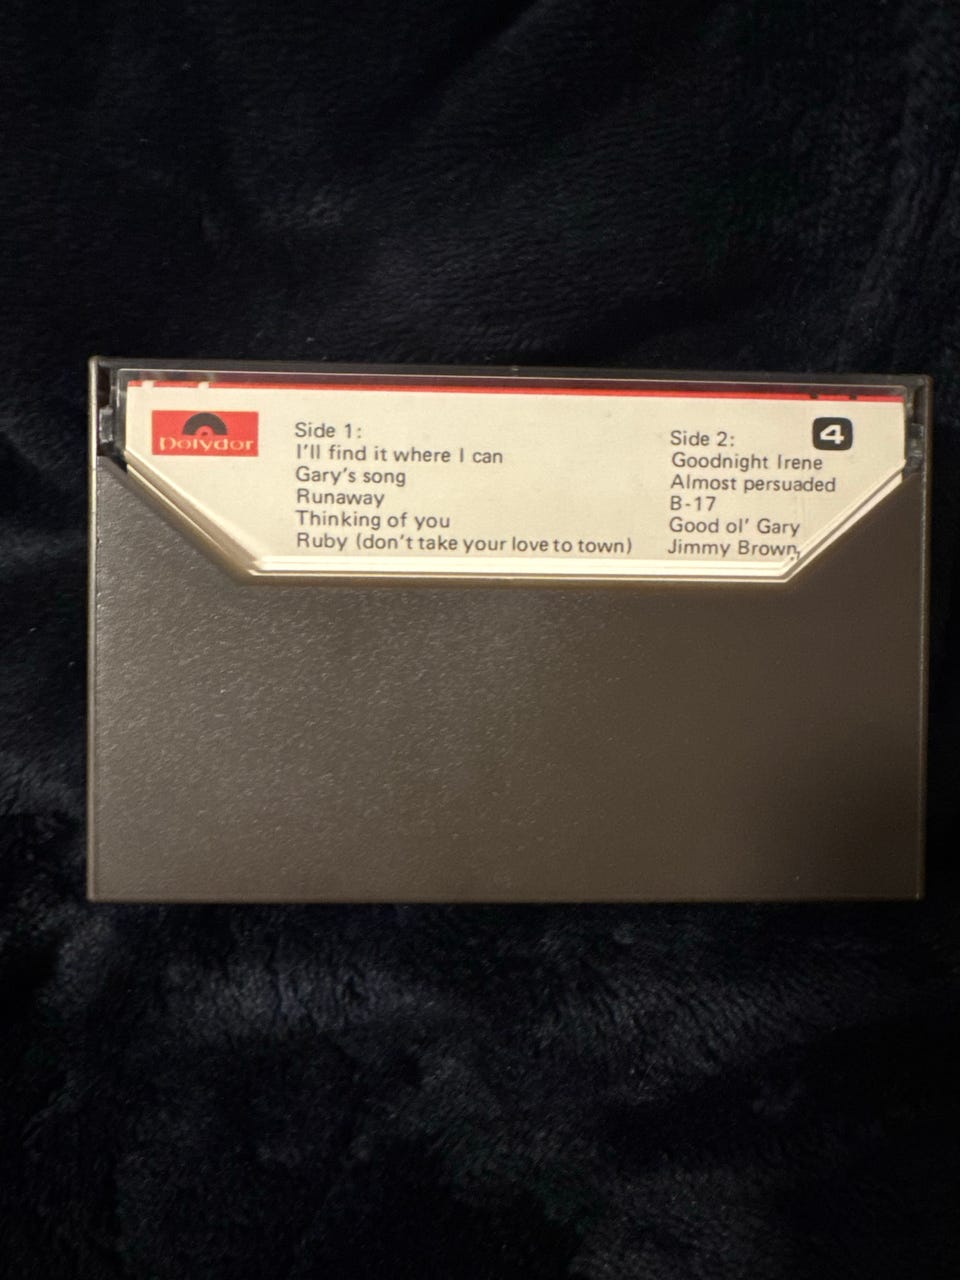 Polydor
Side 1:
I'll find it where I can
Gary's song
Runaway
Thinking of you
Ruby (don't take your love to town)
4
Side 2:
Goodnight Irene
Almost persuaded
B-17
Good ol' Gary
Jimmy Brown